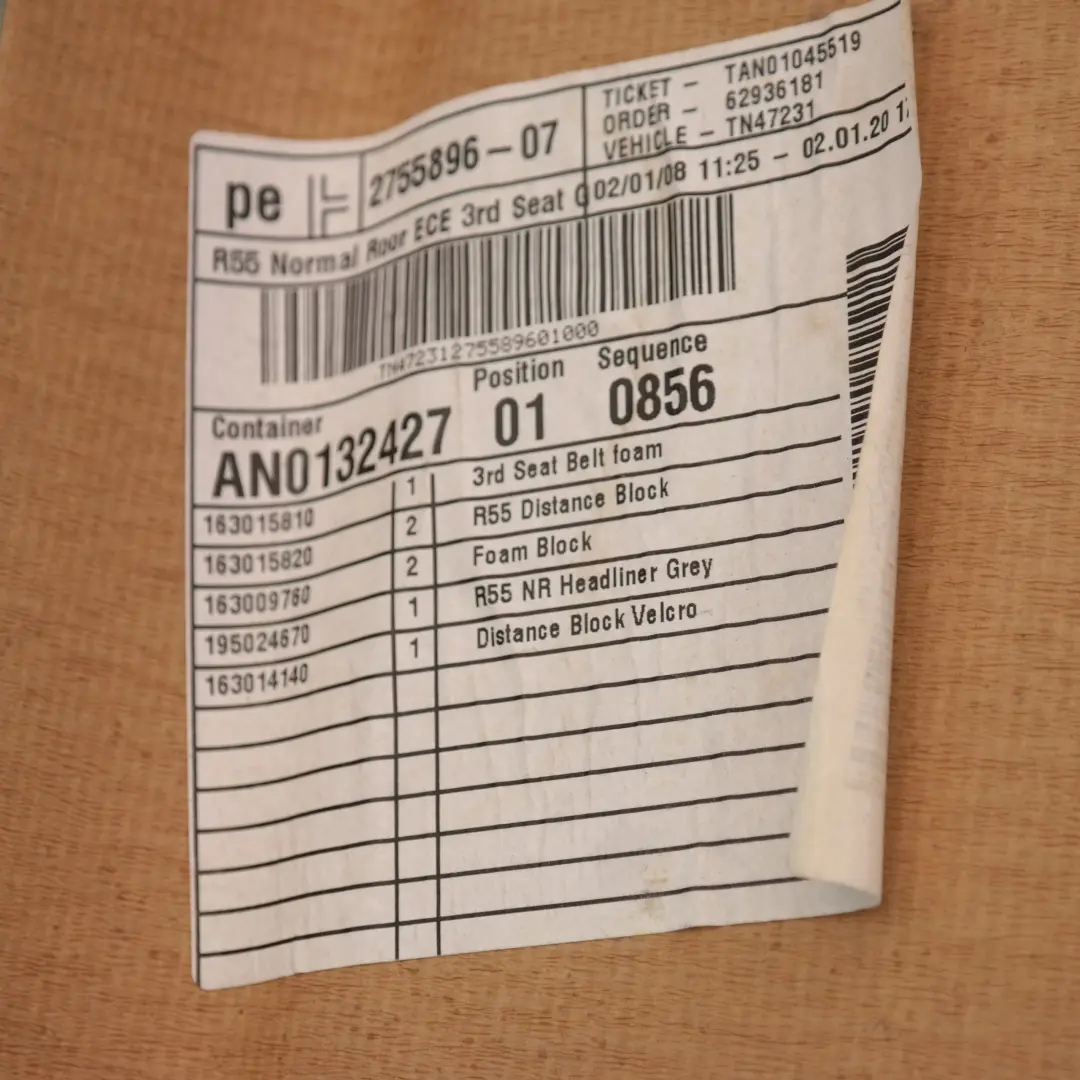 pe
2755896-07
TICKET - TAN01045519
ORDER - 62936181
VEHICLE - TN47231
R55 Normal Roor ECE 3rd Seat
02/01/08 11:25 - 02.01.20
TN47231275589601000
Container Position Sequence
AN0132427 01 0856
163015810 1 3rd Seat Belt foam
163015820 2 R55 Distance Block
163009760 2 Foam Block
195024670 1 R55 NR Headliner Grey
163014140 1 Distance Block Velcro